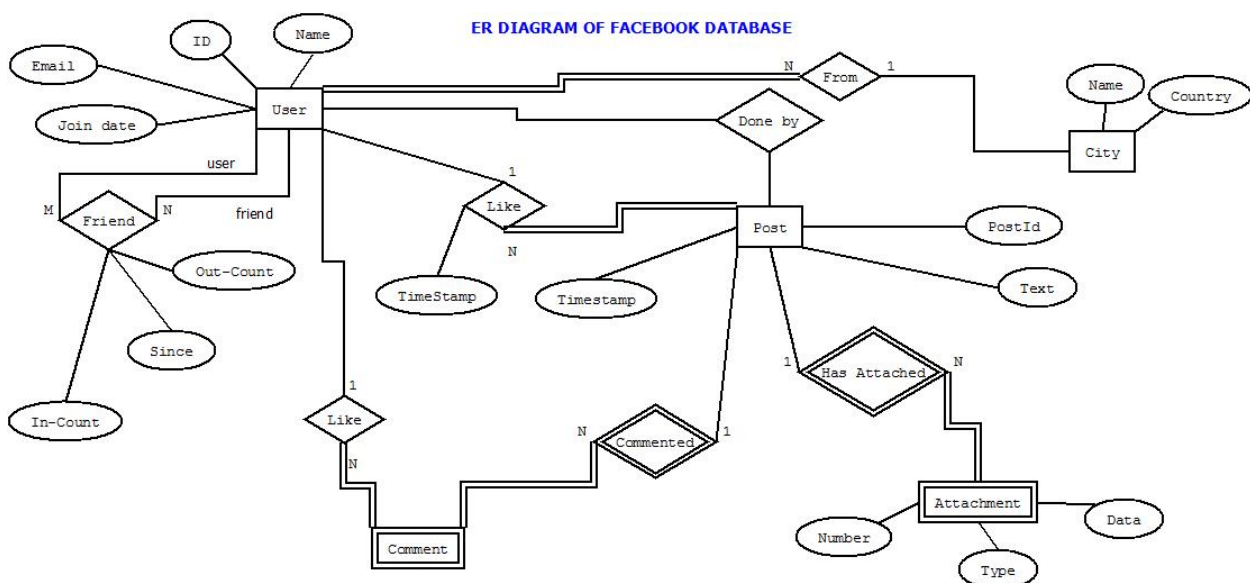 ER DIAGRAM OF FACEBOOK DATABASE
Name
ID
Email
N
From
1
Name
Country
User
Join date
Done by
City
user
1
M
Friend
N
friend
Like
N
Post
PostId
Out-Count
TimeStamp
Timestamp
Text
Since
1
Has Attached
N
1
In-Count
Like
N
N
Commented
1
Attachment
Number
Data
Comment
Type